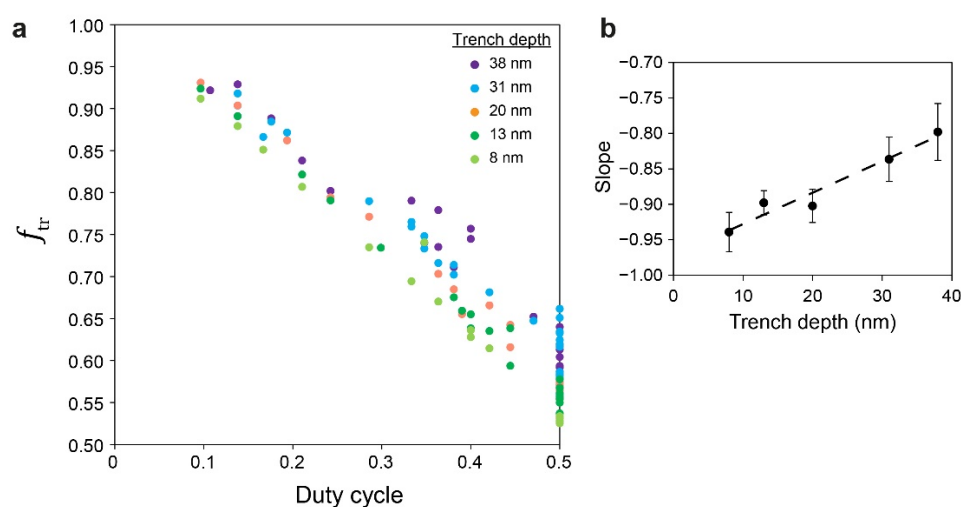 a
1.00
0.95
0.90
0.85
0.80
0.75
0.70
0.65
0.60
0.55
0.50
f_tr
0
0.1
0.2
0.3
0.4
0.5
Duty cycle
Trench depth
38 nm
31 nm
20 nm
13 nm
8 nm
b
−0.70
−0.80
−0.85
−0.90
−0.95
−1.00
Slope
0
10
20
30
40
Trench depth (nm)